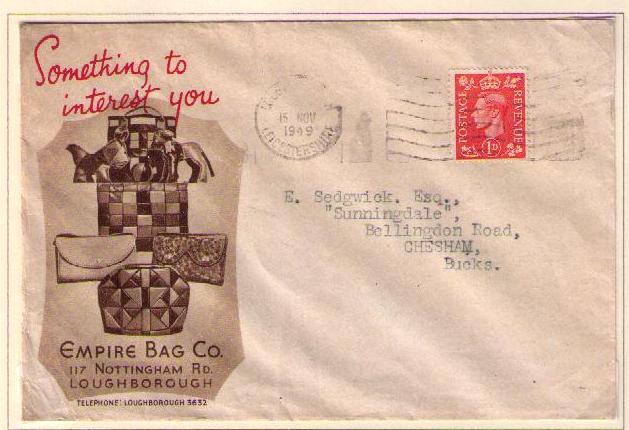 Something to
interest you
15 NOV
1949
LEICESTERSHIRE
POSTAGE
REVENUE
1D
E. Sedgwick. Esq.,
"Sunningdale",
Bellingdon Road,
CHESHAM,
Bucks.
EMPIRE BAG CO.
117 NOTTINGHAM RD.
LOUGHBOROUGH
TELEPHONE: LOUGHBOROUGH 3632